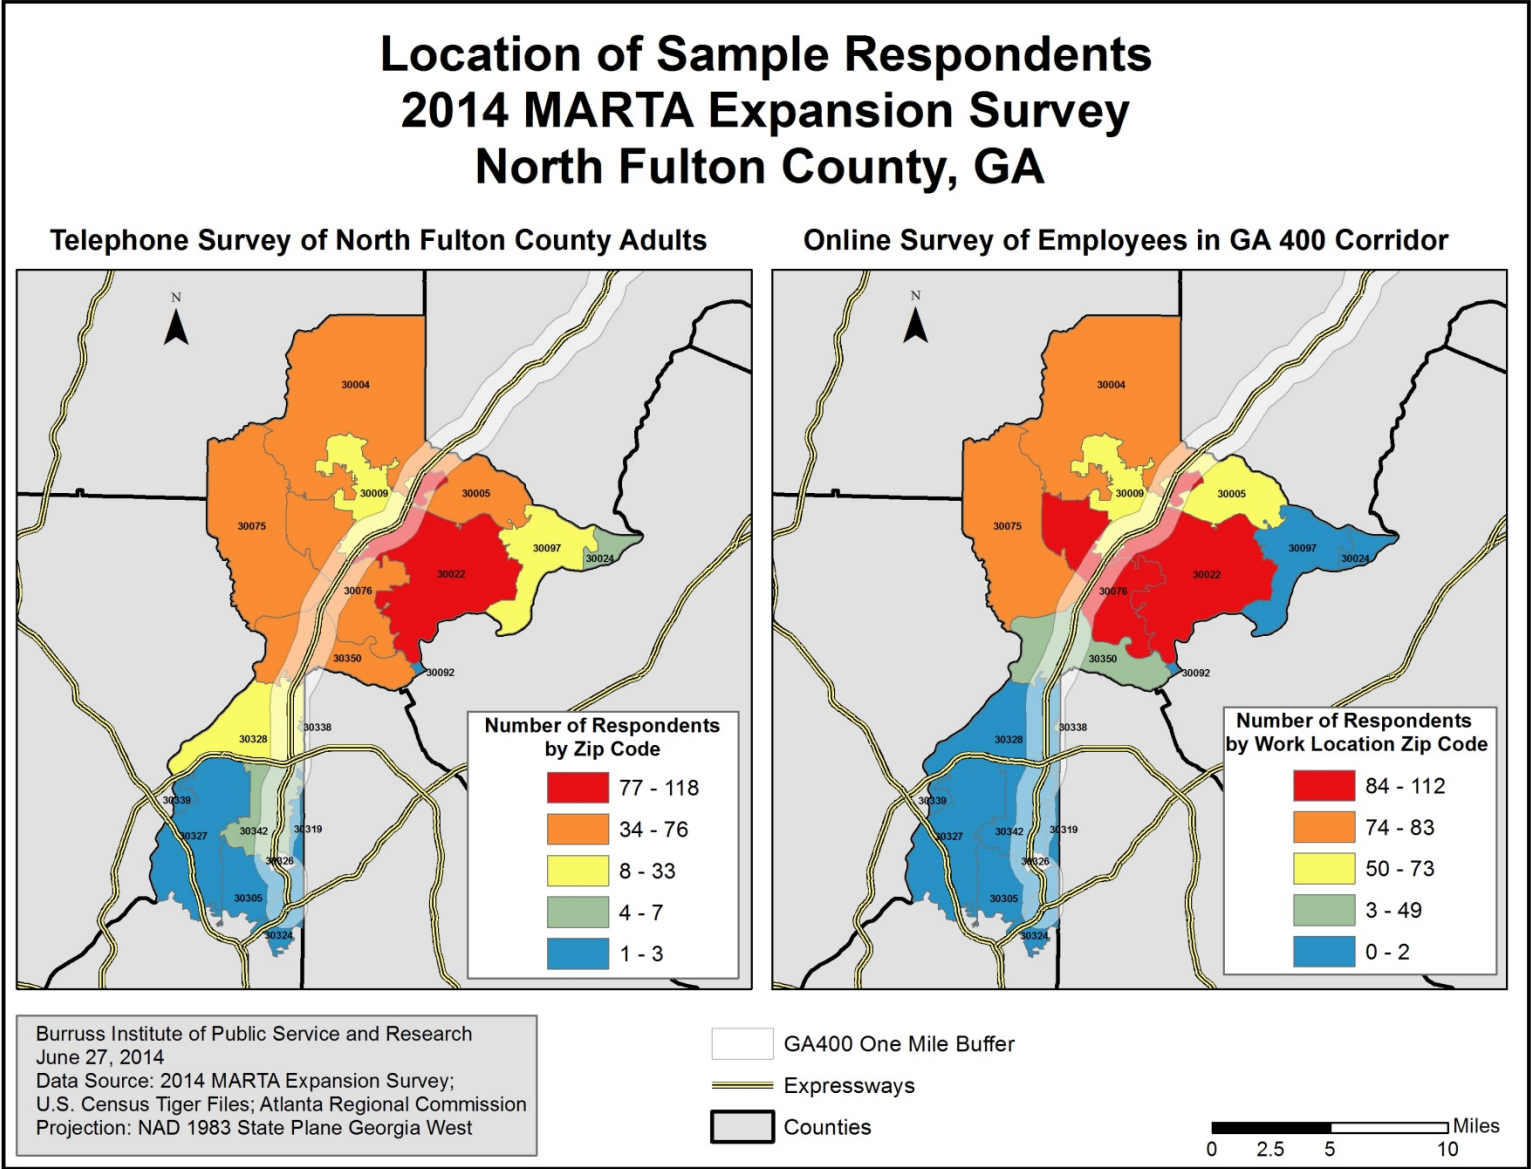 Location of Sample Respondents
2014 MARTA Expansion Survey
North Fulton County, GA
Telephone Survey of North Fulton County Adults
N
30004
30009
30005
30075
30097
30024
30022
30076
30350
30092
30338
30328
30339
30327
30342
30319
30326
30305
30324
Number of Respondents
by Zip Code
77 - 118
34 - 76
8 - 33
4 - 7
1 - 3
Online Survey of Employees in GA 400 Corridor
N
30004
30009
30005
30075
30097
30024
30022
30076
30350
30092
30338
30328
30339
30327
30342
30319
30326
30305
30324
Number of Respondents
by Work Location Zip Code
84 - 112
74 - 83
50 - 73
3 - 49
0 - 2
Burruss Institute of Public Service and Research
June 27, 2014
Data Source: 2014 MARTA Expansion Survey;
U.S. Census Tiger Files; Atlanta Regional Commission
Projection: NAD 1983 State Plane Georgia West
GA400 One Mile Buffer
Expressways
Counties
Miles
0 2.5 5 10